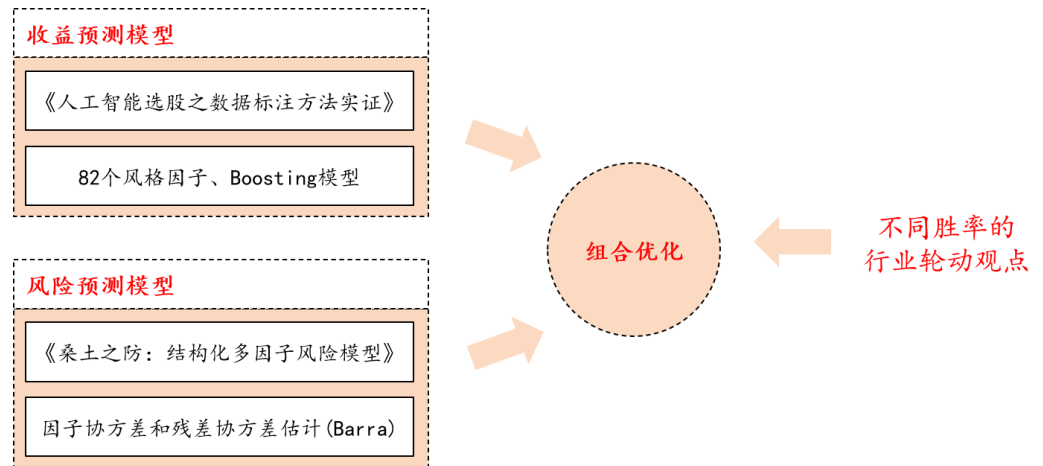 收益预测模型
《人工智能选股之数据标注方法实证》
82个风格因子、Boosting模型
风险预测模型
《桑土之防：结构化多因子风险模型》
因子协方差和残差协方差估计(Barra)
组合优化
不同胜率的
行业轮动观点